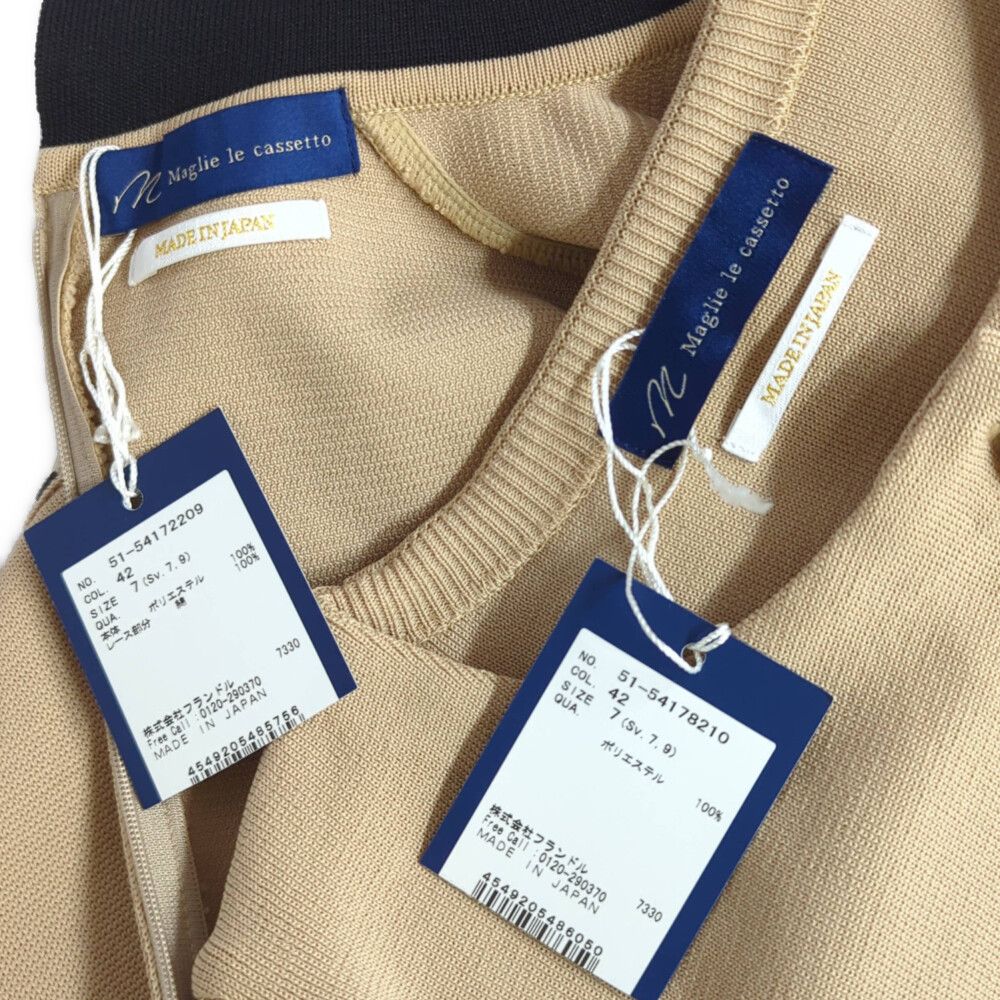 M Maglie le cassetto
MADE IN JAPAN
M Maglie le cassetto
MADE IN JAPAN
NO. 51-54172209
COL. 42
SIZE 7 (Sv. 7. 9)
QUA.
本体 ポリエステル 100%
レース部分 綿 100%
7330
株式会社フランドル
Free Call : 0120-290370
MADE IN JAPAN
4549205485756
NO. 51-54178210
COL. 42
SIZE 7 (Sv. 7. 9)
QUA.
ポリエステル 100%
7330
株式会社フランドル
Free Call : 0120-290370
MADE IN JAPAN
4549205486050